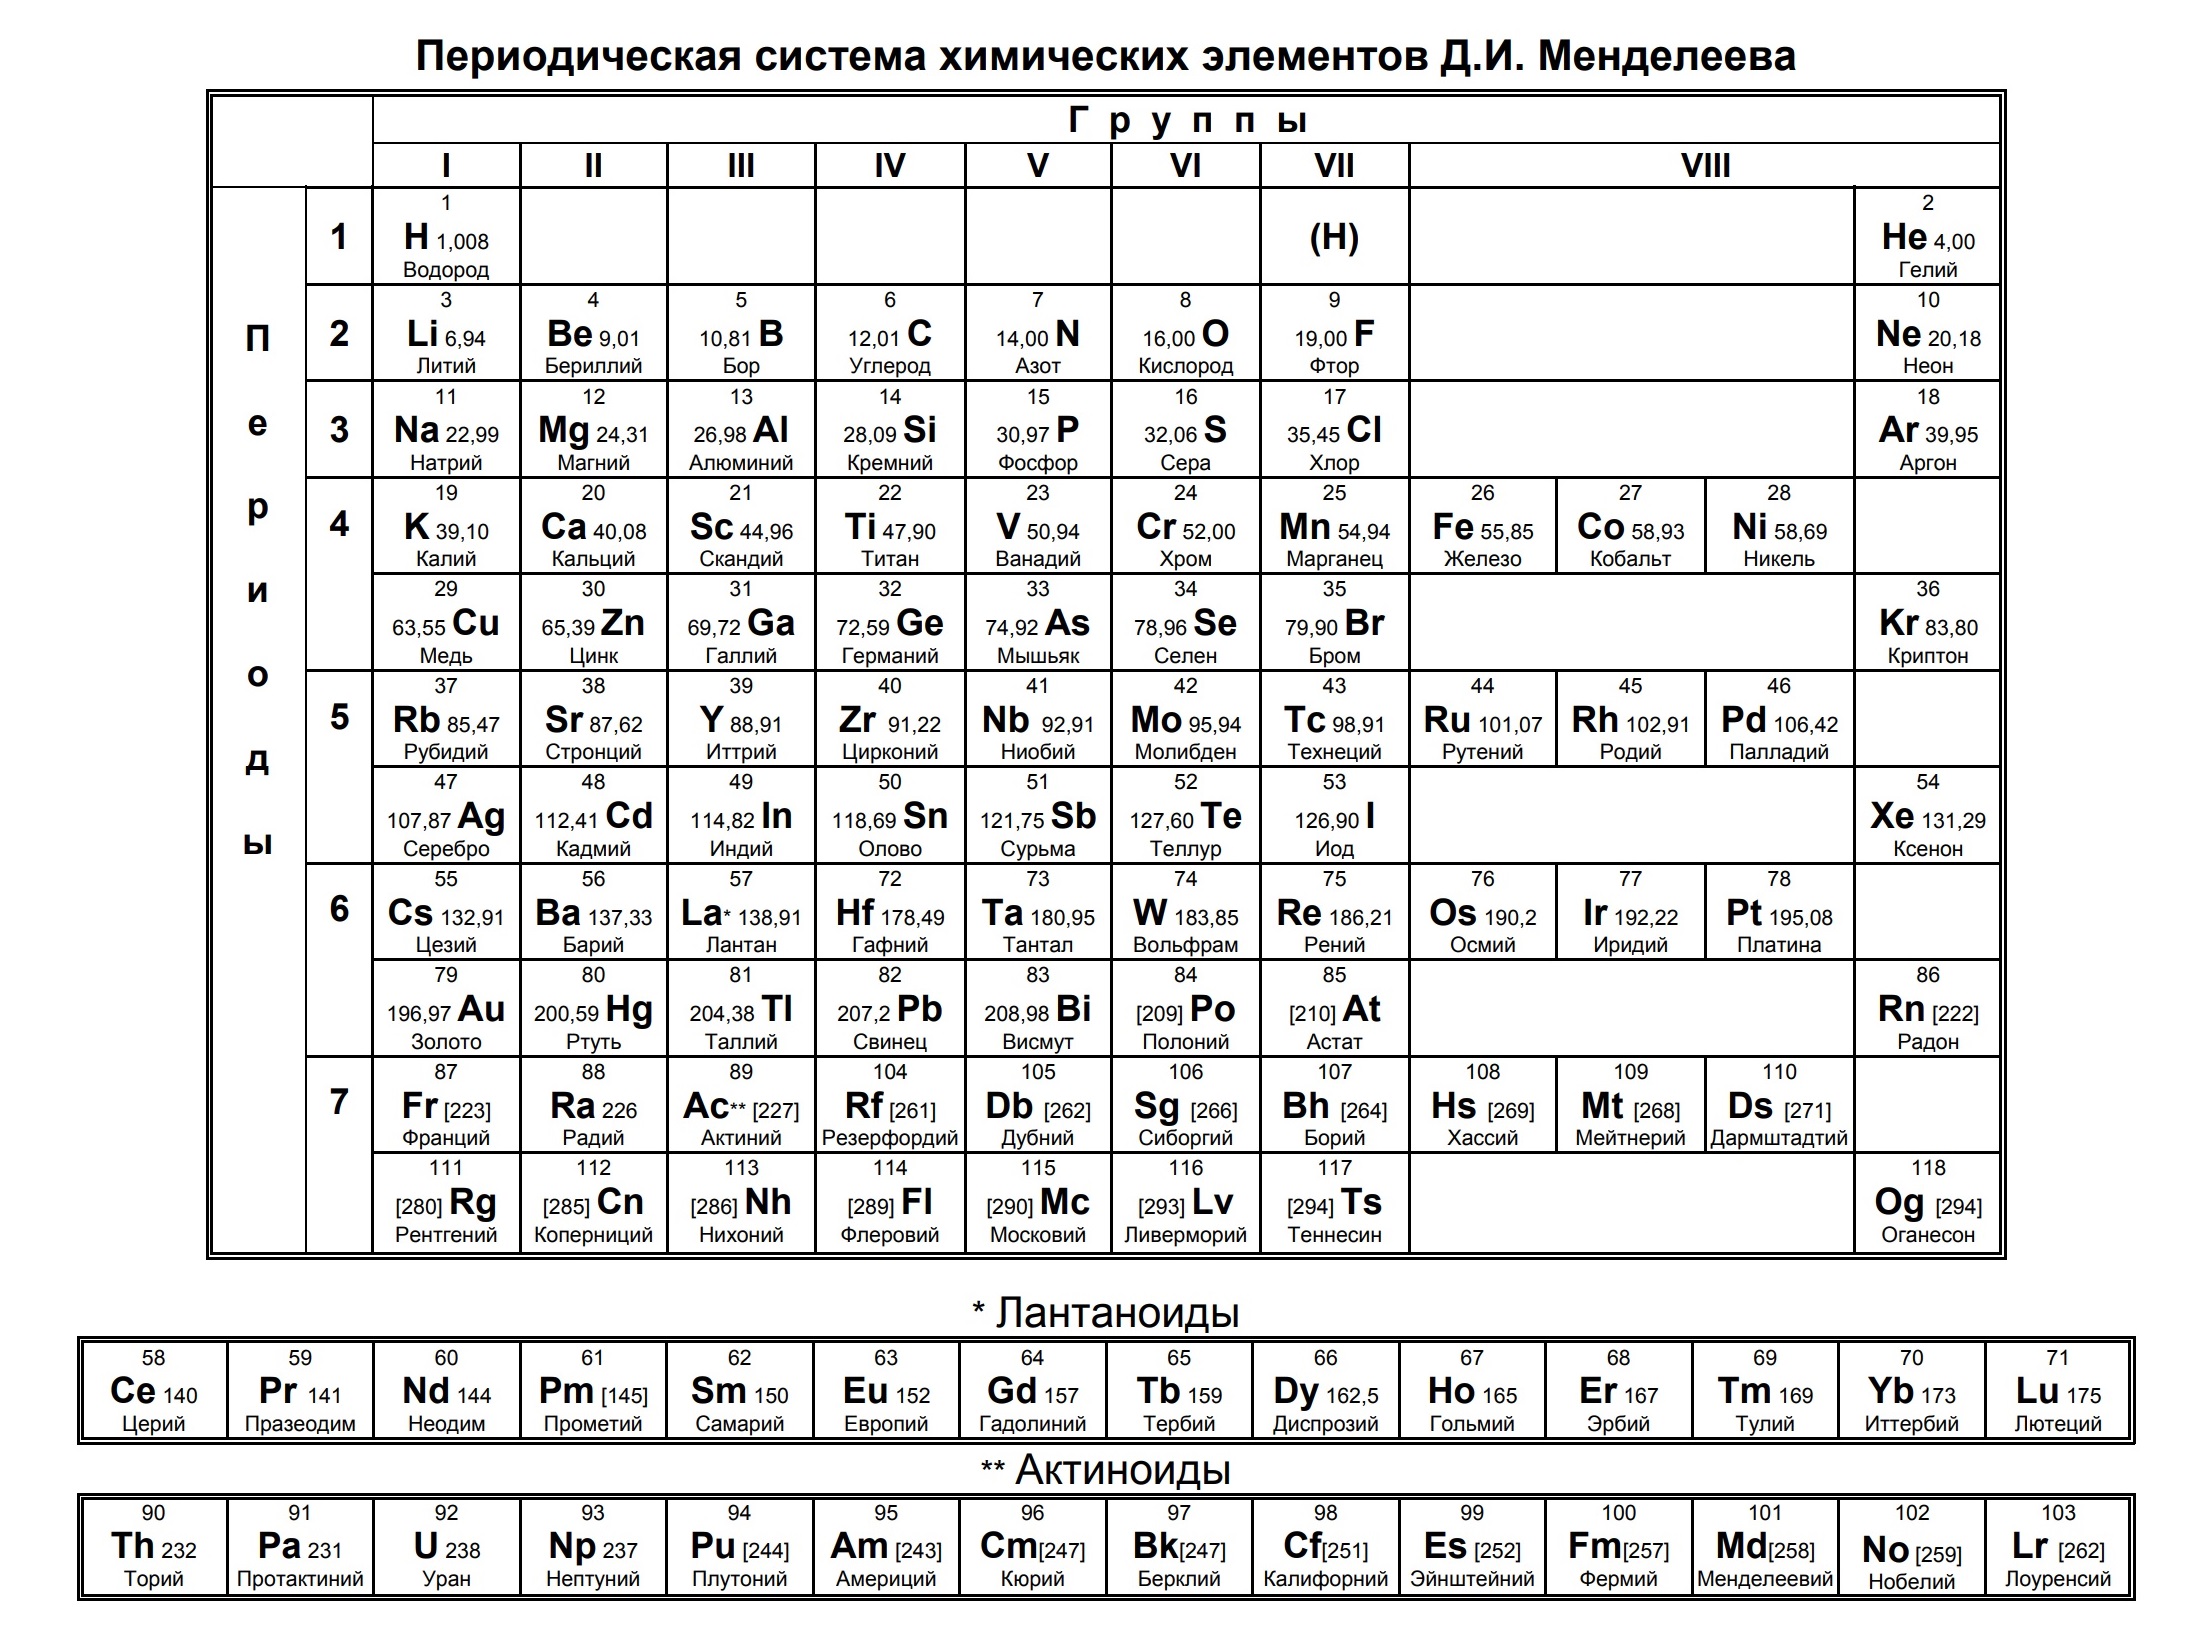 Периодическая система химических элементов Д.И. Менделеева
Г р у п п ы
I II III IV V VI VII VIII
П е р и о д ы
1
1 2
H 1,008 (H) He 4,00
Водород Гелий
2
3 4 5 6 7 8 9 10
Li 6,94 Be 9,01 10,81 B 12,01 C 14,00 N 16,00 O 19,00 F Ne 20,18
Литий Бериллий Бор Углерод Азот Кислород Фтор Неон
3
11 12 13 14 15 16 17 18
Na 22,99 Mg 24,31 26,98 Al 28,09 Si 30,97 P 32,06 S 35,45 Cl Ar 39,95
Натрий Магний Алюминий Кремний Фосфор Сера Хлор Аргон
4
19 20 21 22 23 24 25 26 27 28
K 39,10 Ca 40,08 Sc 44,96 Ti 47,90 V 50,94 Cr 52,00 Mn 54,94 Fe 55,85 Co 58,93 Ni 58,69
Калий Кальций Скандий Титан Ванадий Хром Марганец Железо Кобальт Никель
29 30 31 32 33 34 35 36
63,55 Cu 65,39 Zn 69,72 Ga 72,59 Ge 74,92 As 78,96 Se 79,90 Br Kr 83,80
Медь Цинк Галлий Германий Мышьяк Селен Бром Криптон
5
37 38 39 40 41 42 43 44 45 46
Rb 85,47 Sr 87,62 Y 88,91 Zr 91,22 Nb 92,91 Mo 95,94 Tc 98,91 Ru 101,07 Rh 102,91 Pd 106,42
Рубидий Стронций Иттрий Цирконий Ниобий Молибден Технеций Рутений Родий Палладий
47 48 49 50 51 52 53 54
107,87 Ag 112,41 Cd 114,82 In 118,69 Sn 121,75 Sb 127,60 Te 126,90 I Xe 131,29
Серебро Кадмий Индий Олово Сурьма Теллур Иод Ксенон
6
55 56 57 72 73 74 75 76 77 78
Cs 132,91 Ba 137,33 La* 138,91 Hf 178,49 Ta 180,95 W 183,85 Re 186,21 Os 190,2 Ir 192,22 Pt 195,08
Цезий Барий Лантан Гафний Тантал Вольфрам Рений Осмий Иридий Платина
79 80 81 82 83 84 85 86
196,97 Au 200,59 Hg 204,38 Tl 207,2 Pb 208,98 Bi [209] Po [210] At Rn [222]
Золото Ртуть Таллий Свинец Висмут Полоний Астат Радон
7
87 88 89 104 105 106 107 108 109 110
Fr [223] Ra 226 Ac** [227] Rf [261] Db [262] Sg [266] Bh [264] Hs [269] Mt [268] Ds [271]
Франций Радий Актиний Резерфордий Дубний Сиборгий Борий Хассий Мейтнерий Дармштадтий
111 112 113 114 115 116 117 118
[280] Rg [285] Cn [286] Nh [289] Fl [290] Mc [293] Lv [294] Ts Og [294]
Рентгений Коперниций Нихоний Флеровий Московий Ливерморий Теннесин Оганесон
* Лантаноиды
58 59 60 61 62 63 64 65 66 67 68 69 70 71
Ce 140 Pr 141 Nd 144 Pm [145] Sm 150 Eu 152 Gd 157 Tb 159 Dy 162,5 Ho 165 Er 167 Tm 169 Yb 173 Lu 175
Церий Празеодим Неодим Прометий Самарий Европий Гадолиний Тербий Диспрозий Гольмий Эрбий Тулий Иттербий Лютеций
** Актиноиды
90 91 92 93 94 95 96 97 98 99 100 101 102 103
Th 232 Pa 231 U 238 Np 237 Pu [244] Am [243] Cm[247] Bk[247] Cf[251] Es [252] Fm[257] Md[258] No [259] Lr [262]
Торий Протактиний Уран Нептуний Плутоний Америций Кюрий Берклий Калифорний Эйнштейний Фермий Менделеевий Нобелий Лоуренсий